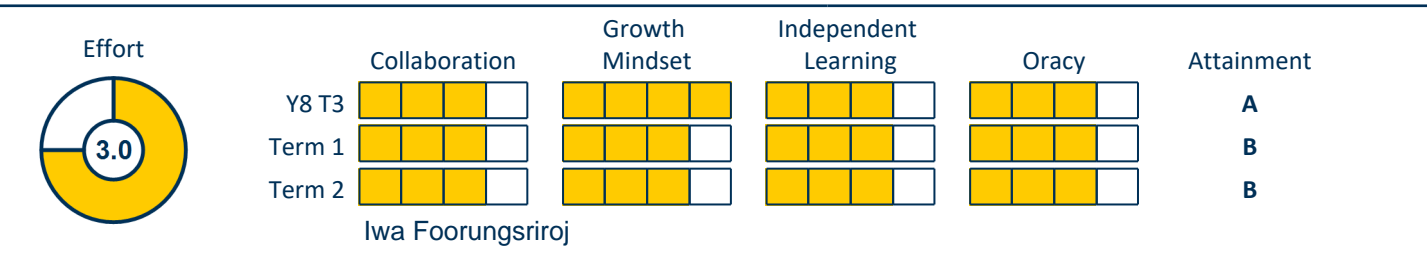 Effort
3.0
Collaboration
Growth
Mindset
Independent
Learning
Oracy
Attainment
Y8 T3
A
Term 1
B
Term 2
B
Iwa Foorungsriroj